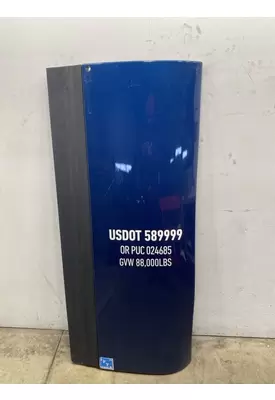 USDOT 589999
OR PUC 024685
GVW 88,000LBS